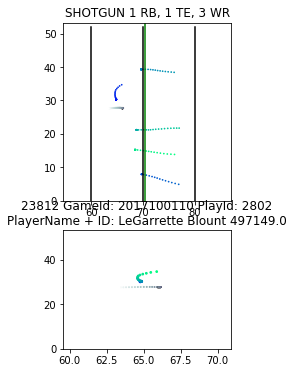 SHOTGUN 1 RB, 1 TE, 3 WR
50
40
30
20
10
0
60 70 80
23812 GameId: 2017100110 PlayId: 2802
PlayerName + ID: LeGarrette Blount 497149.0
40
20
0
60.0 62.5 65.0 67.5 70.0